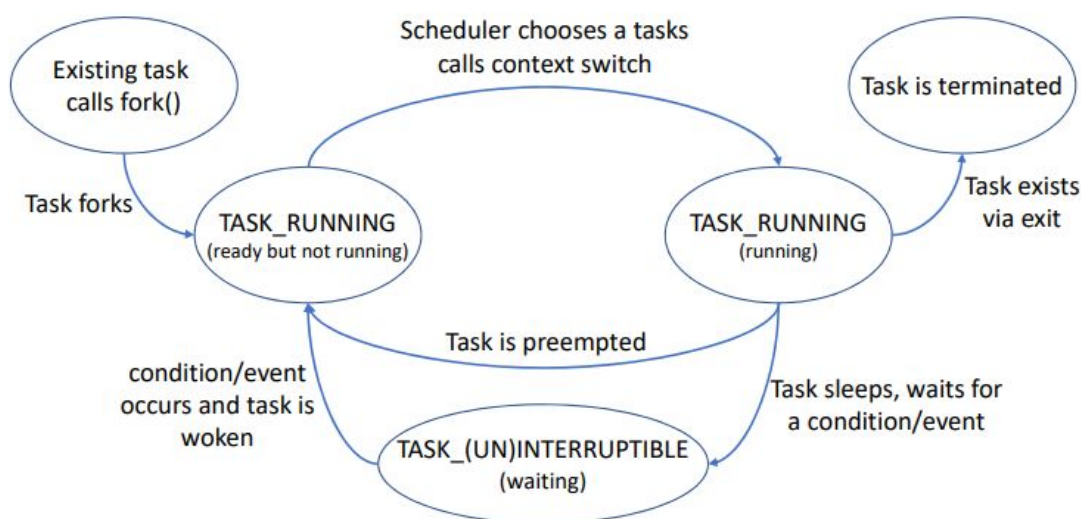 Scheduler chooses a tasks
calls context switch
Existing task
calls fork()
Task is terminated
Task forks
Task exists
via exit
TASK_RUNNING
(ready but not running)
TASK_RUNNING
(running)
Task is preempted
condition/event
occurs and task is
woken
Task sleeps, waits for
a condition/event
TASK_(UN)INTERRUPTIBLE
(waiting)